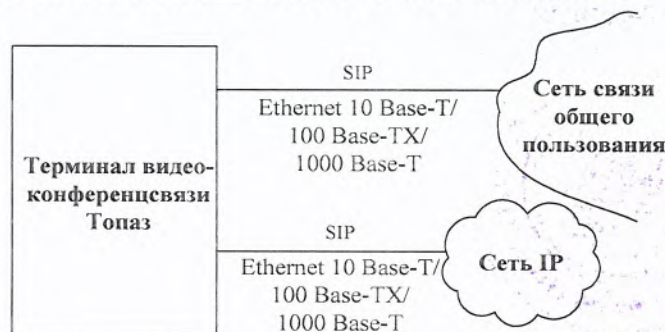 SIP
Ethernet 10 Base-T/
100 Base-TX/
1000 Base-T
Сеть связи
общего
пользования
Терминал видео-
конференцсвязи
Топаз
SIP
Ethernet 10 Base-T/
100 Base-TX/
1000 Base-T
Сеть IP